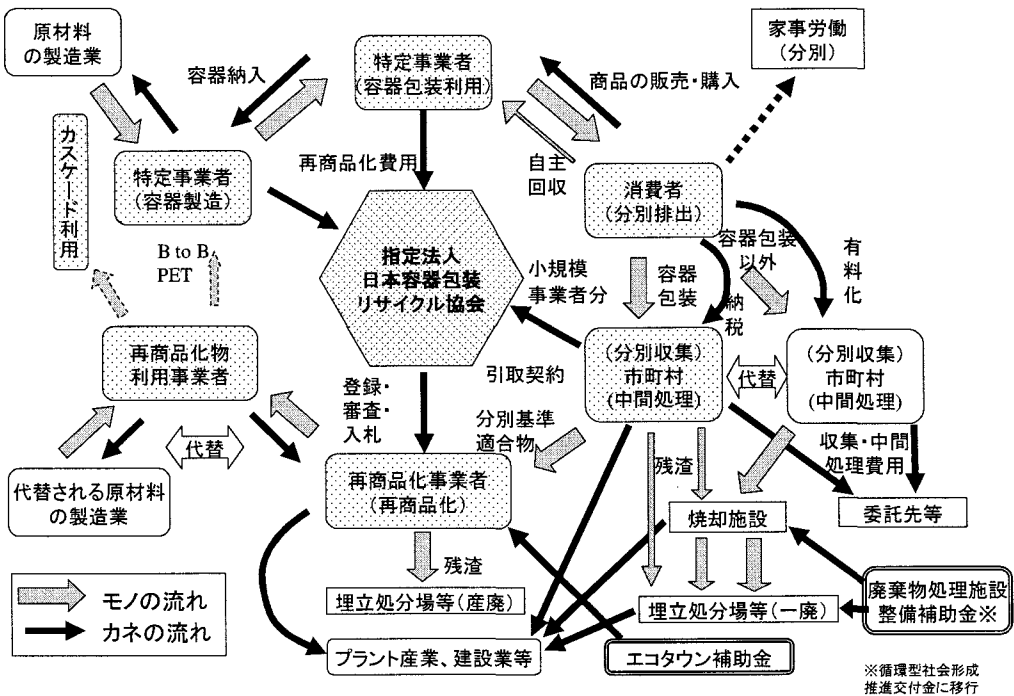 原材料
の製造業
容器納入
特定事業者
(容器包装利用)
商品の販売・購入
家事労働
(分別)
カスケード利用
特定事業者
(容器製造)
再商品化費用
自主
回収
消費者
(分別排出)
B to B
PET
指定法人
日本容器包装
リサイクル協会
小規模
事業者分
容器
包装
納
税
容器包装
以外
有
料
化
再商品化物
利用事業者
登録・
審査・
入札
引取契約
(分別収集)
市町村
(中間処理)
代替
(分別収集)
市町村
(中間処理)
代替
分別基準
適合物
残渣
収集・中間
処理費用
代替される原材料
の製造業
再商品化事業者
(再商品化)
焼却施設
委託先等
残渣
モノの流れ
カネの流れ
埋立処分場等(産廃)
埋立処分場等(一廃)
廃棄物処理施設
整備補助金※
プラント産業、建設業等
エコタウン補助金
※循環型社会形成
推進交付金に移行